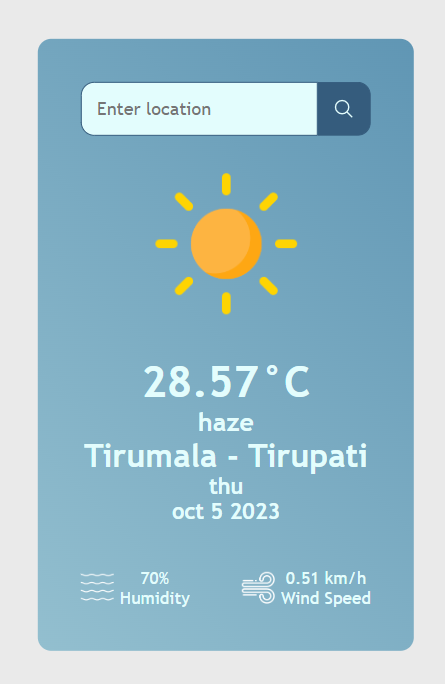 Enter location
28.57°C
haze
Tirumala - Tirupati
thu
oct 5 2023
70%
Humidity
0.51 km/h
Wind Speed